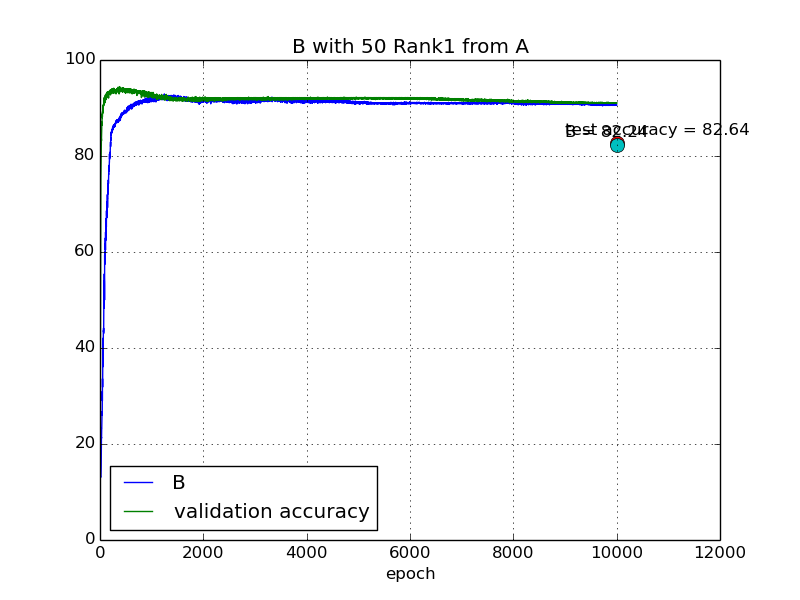 B with 50 Rank1 from A
100
80
60
40
20
0
test accuracy = 82.64
B = 82.24
B
validation accuracy
0
2000
4000
6000
8000
10000
12000
epoch